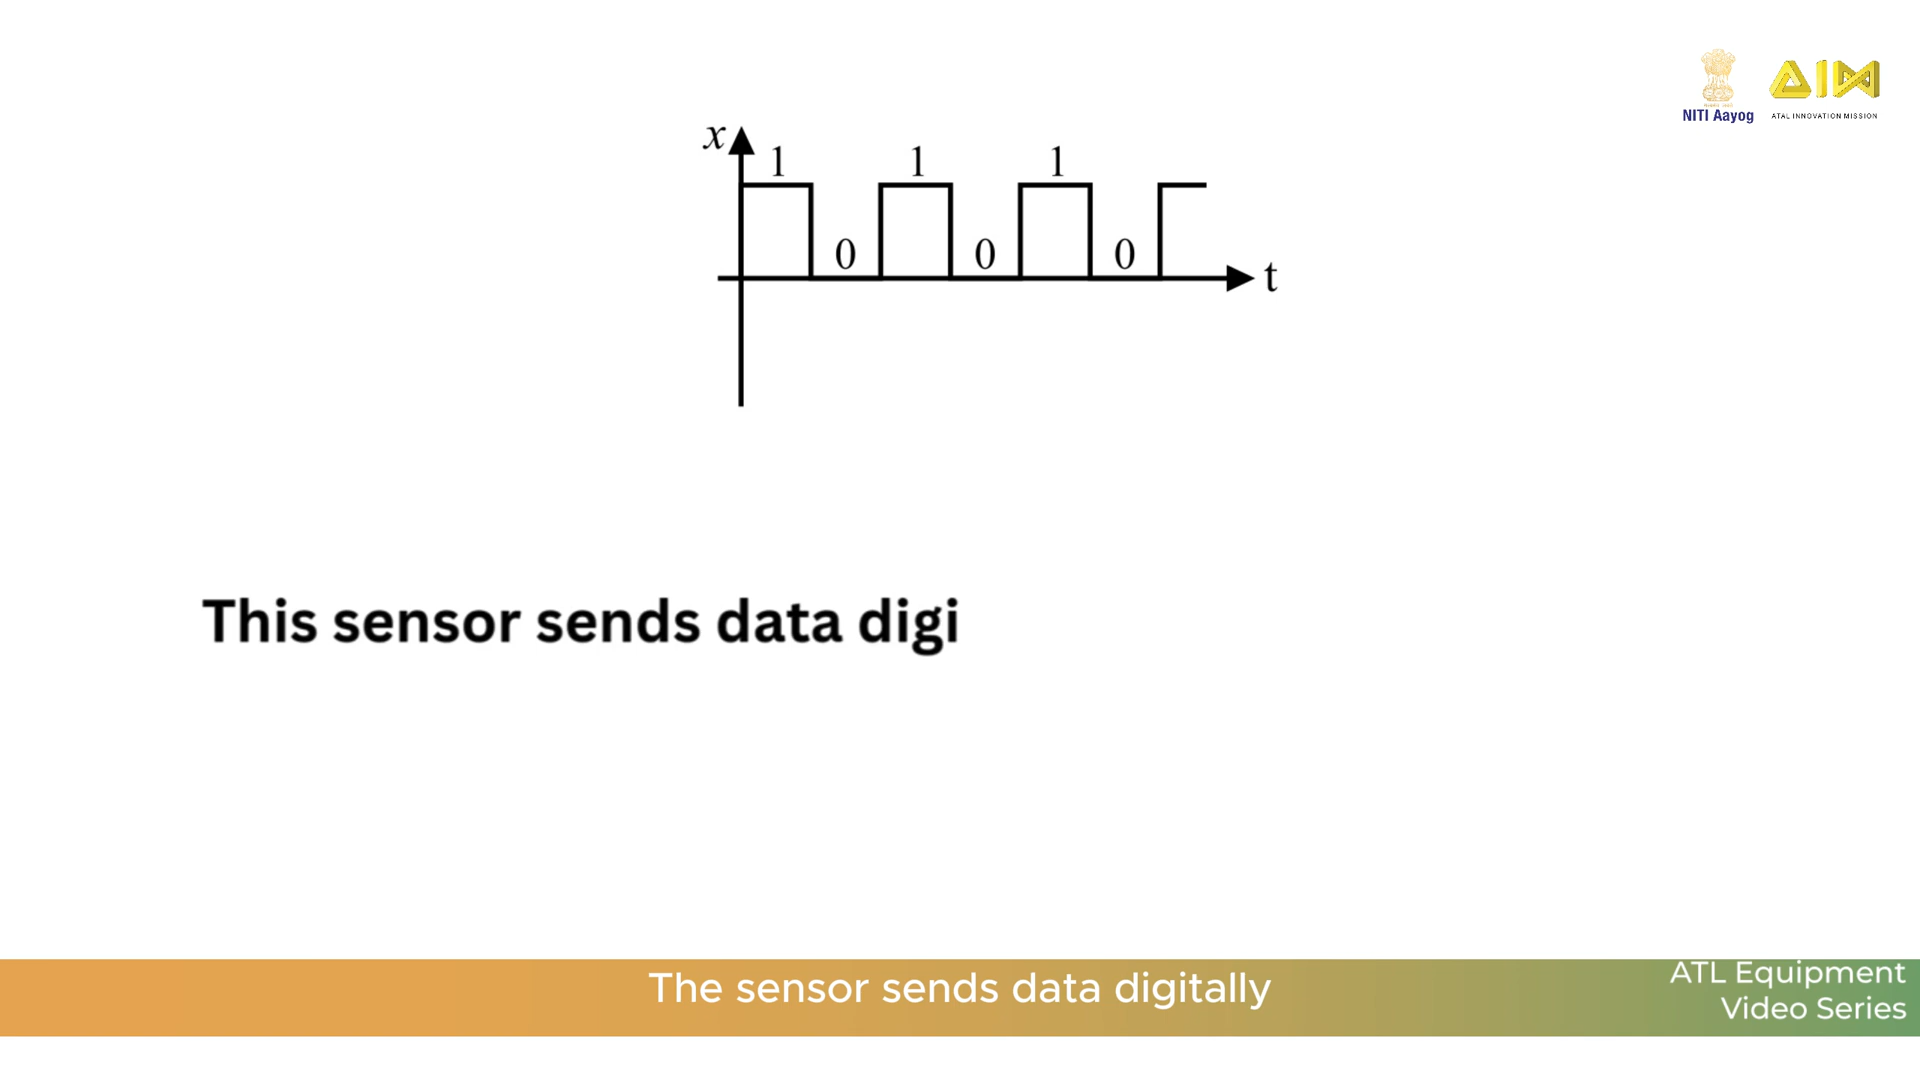 NITI Aayog
AIM
ATAL INNOVATION MISSION
x
1 1 1
0 0 0
t
This sensor sends data digi
The sensor sends data digitally
ATL Equipment
Video Series